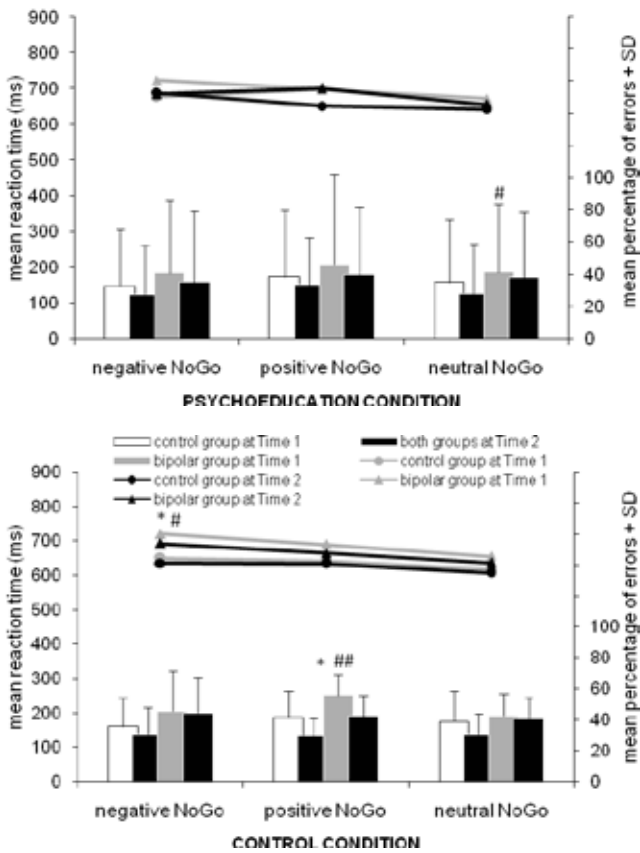 900
800
700
600
500
400
300
200
100
0
mean reaction time (ms)
100
80
60
40
20
0
mean percentage of errors + SD
#
negative NoGo positive NoGo neutral NoGo
PSYCHOEDUCATION CONDITION
control group at Time 1 both groups at Time 2
bipolar group at Time 1 control group at Time 1
control group at Time 2 bipolar group at Time 1
bipolar group at Time 2
900
800
700
600
500
400
300
200
100
0
mean reaction time (ms)
* #
* ##
100
80
60
40
20
0
mean percentage of errors + SD
negative NoGo positive NoGo neutral NoGo
CONTROL CONDITION